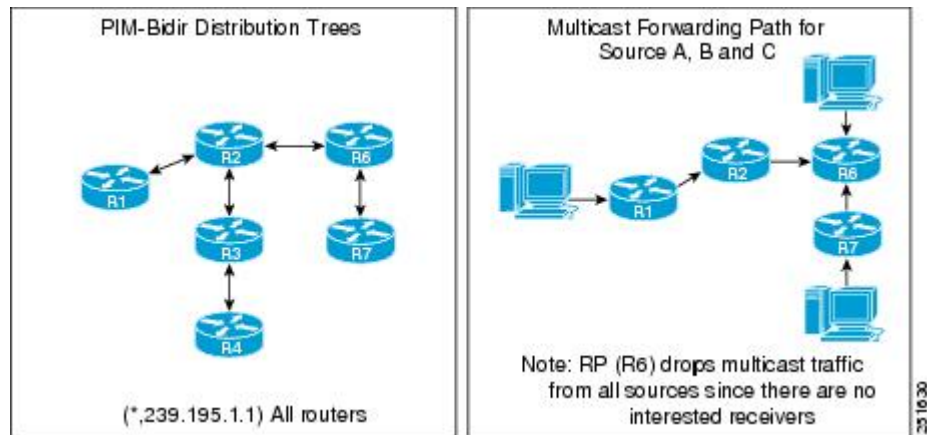 PIM-Bidir Distribution Trees
R1
R2
R6
R3
R7
R4
(*,239.195.1.1) All routers
Multicast Forwarding Path for
Source A, B and C
R1
R2
R6
R7
Note: RP (R6) drops multicast traffic
from all sources since there are no
interested receivers
251630